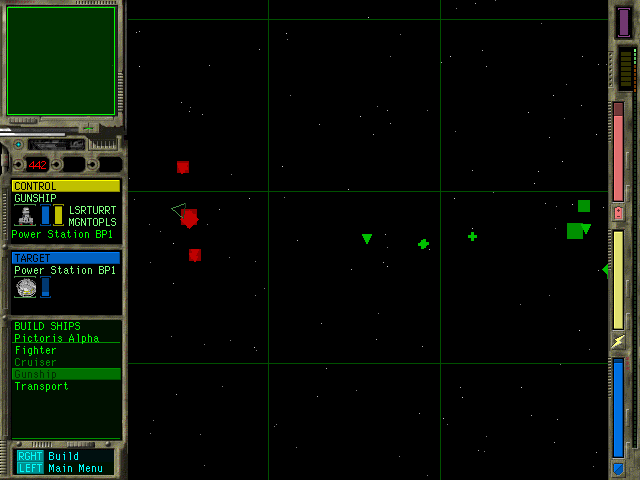 442
CONTROL
GUNSHIP
LSRTURRT
MGNTOPLS
Power Station BP1
TARGET
Power Station BP1
BUILD SHIPS
Pictoris Alpha
Fighter
Cruiser
Gunship
Transport
RGHT Build
LEFT Main Menu